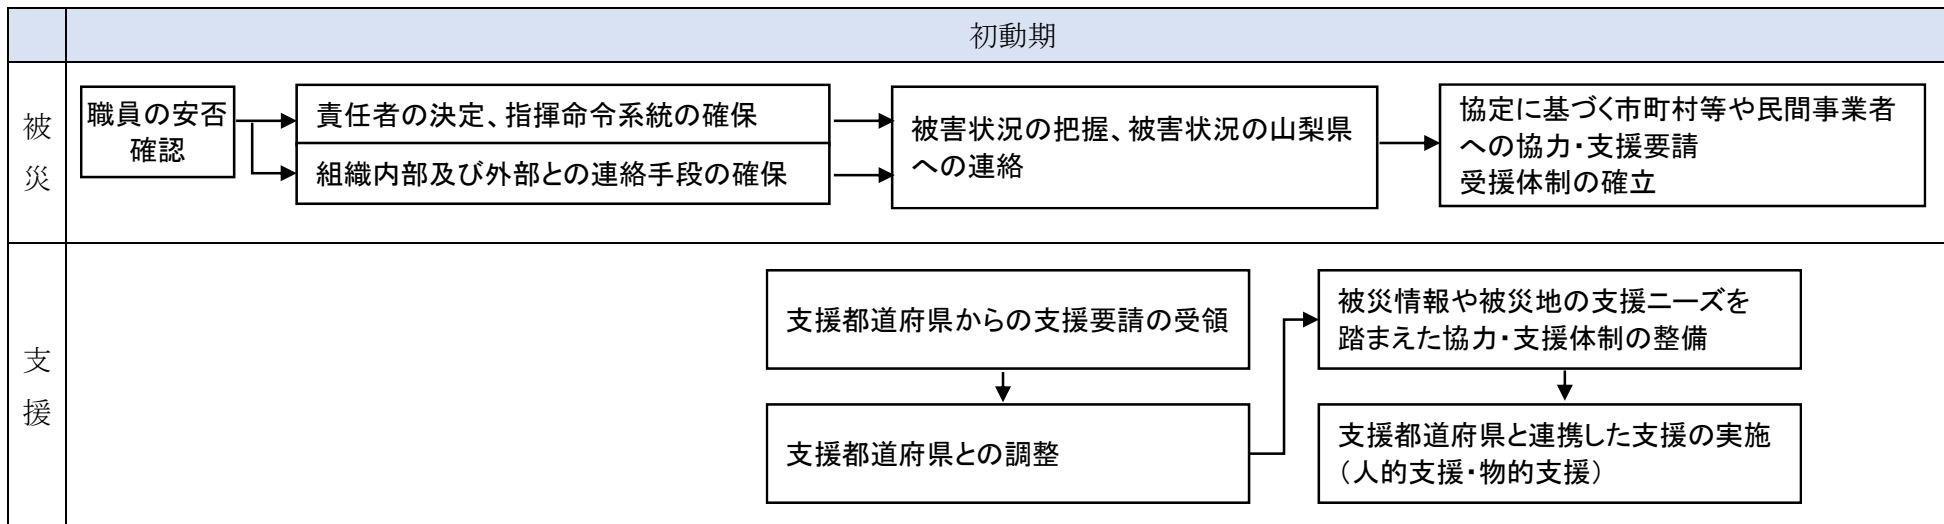 初動期
被災
職員の安否
確認
責任者の決定、指揮命令系統の確保
組織内部及び外部との連絡手段の確保
被害状況の把握、被害状況の山梨県
への連絡
協定に基づく市町村等や民間事業者
への協力・支援要請
受援体制の確立
支援
支援都道府県からの支援要請の受領
支援都道府県との調整
被災情報や被災地の支援ニーズを
踏まえた協力・支援体制の整備
支援都道府県と連携した支援の実施
（人的支援・物的支援）